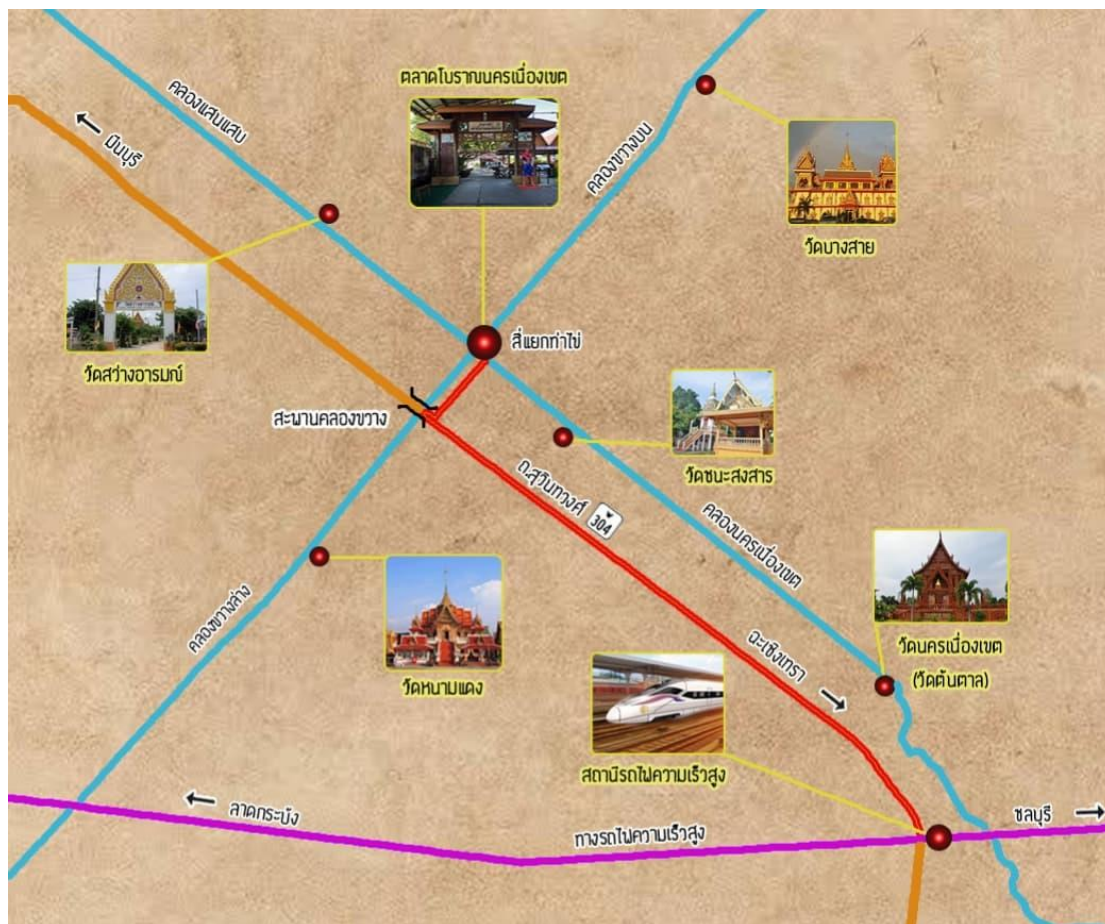 ตลาดโบราณนครเนื่องเขต
คลองแสนแสบ
มีนบุรี
คลองขวางบน
วัดบางสาย
วัดสว่างอารมณ์
สี่แยกท่าไข่
สะพานคลองขวาง
วัดชนะสงสาร
ถ.สุวินทวงศ์
304
คลองนครเนื่องเขต
คลองขวางล่าง
วัดหนามแดง
ฉะเชิงเทรา
วัดนครเนื่องเขต
(วัดต้นตาล)
สถานีรถไฟความเร็วสูง
ลาดกระบัง
ทางรถไฟความเร็วสูง
ชลบุรี